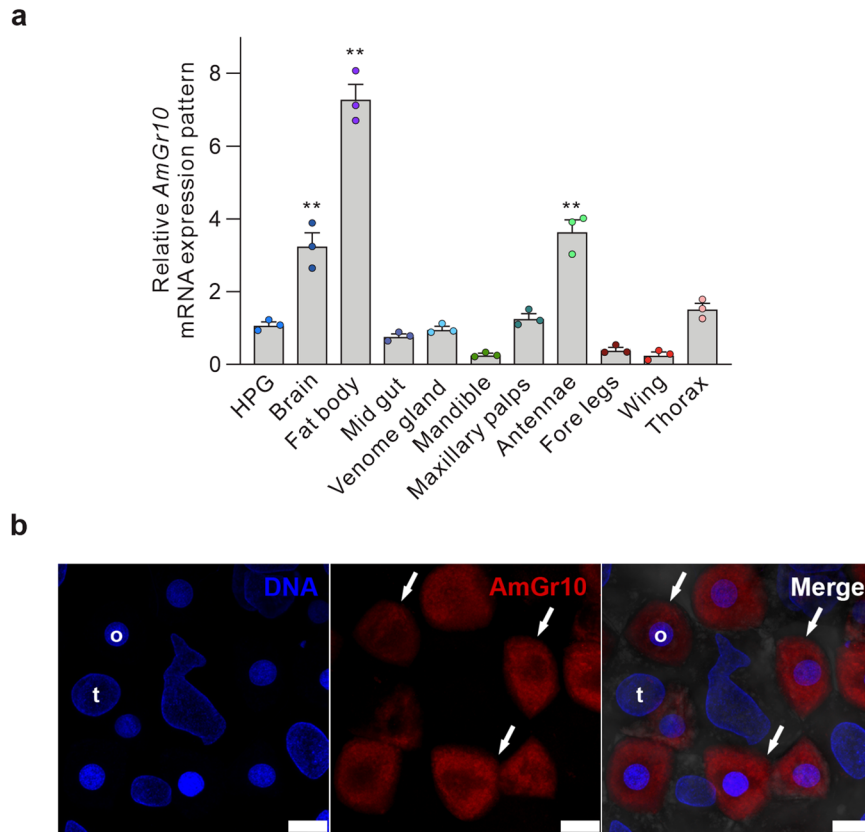 a
Relative AmGr10
mRNA expression pattern
8
6
4
2
0
**
**
**
HPG
Brain
Fat body
Mid gut
Venome gland
Mandible
Maxillary palps
Antennae
Fore legs
Wing
Thorax
b
DNA
o
t
AmGr10
Merge
o
t